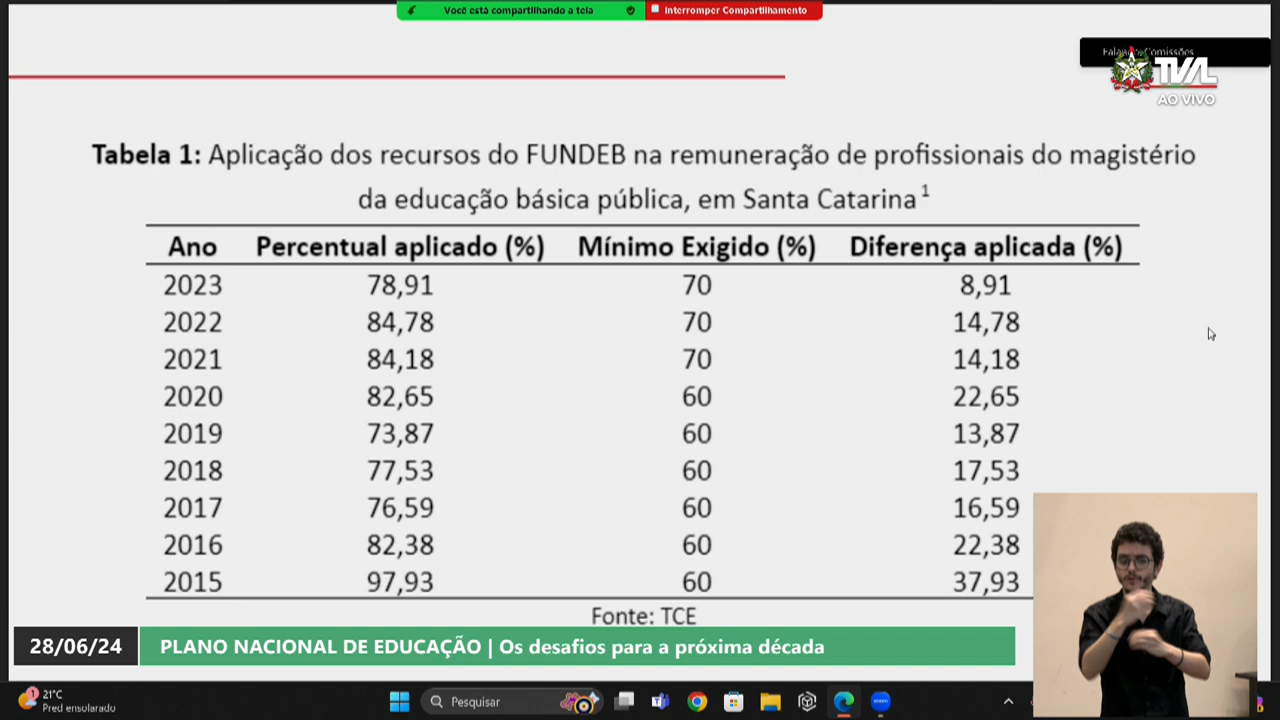 Você está compartilhando a tela
Interromper Compartilhamento
TVAL
AO VIVO
Tabela 1: Aplicação dos recursos do FUNDEB na remuneração de profissionais do magistério
da educação básica pública, em Santa Catarina¹
Ano Percentual aplicado (%) Mínimo Exigido (%) Diferença aplicada (%)
2023 78,91 70 8,91
2022 84,78 70 14,78
2021 84,18 70 14,18
2020 82,65 60 22,65
2019 73,87 60 13,87
2018 77,53 60 17,53
2017 76,59 60 16,59
2016 82,38 60 22,38
2015 97,93 60 37,93
Fonte: TCE
28/06/24 PLANO NACIONAL DE EDUCAÇÃO | Os desafios para a próxima década
1
21°C
Pred ensolarado
Pesquisar
zoom